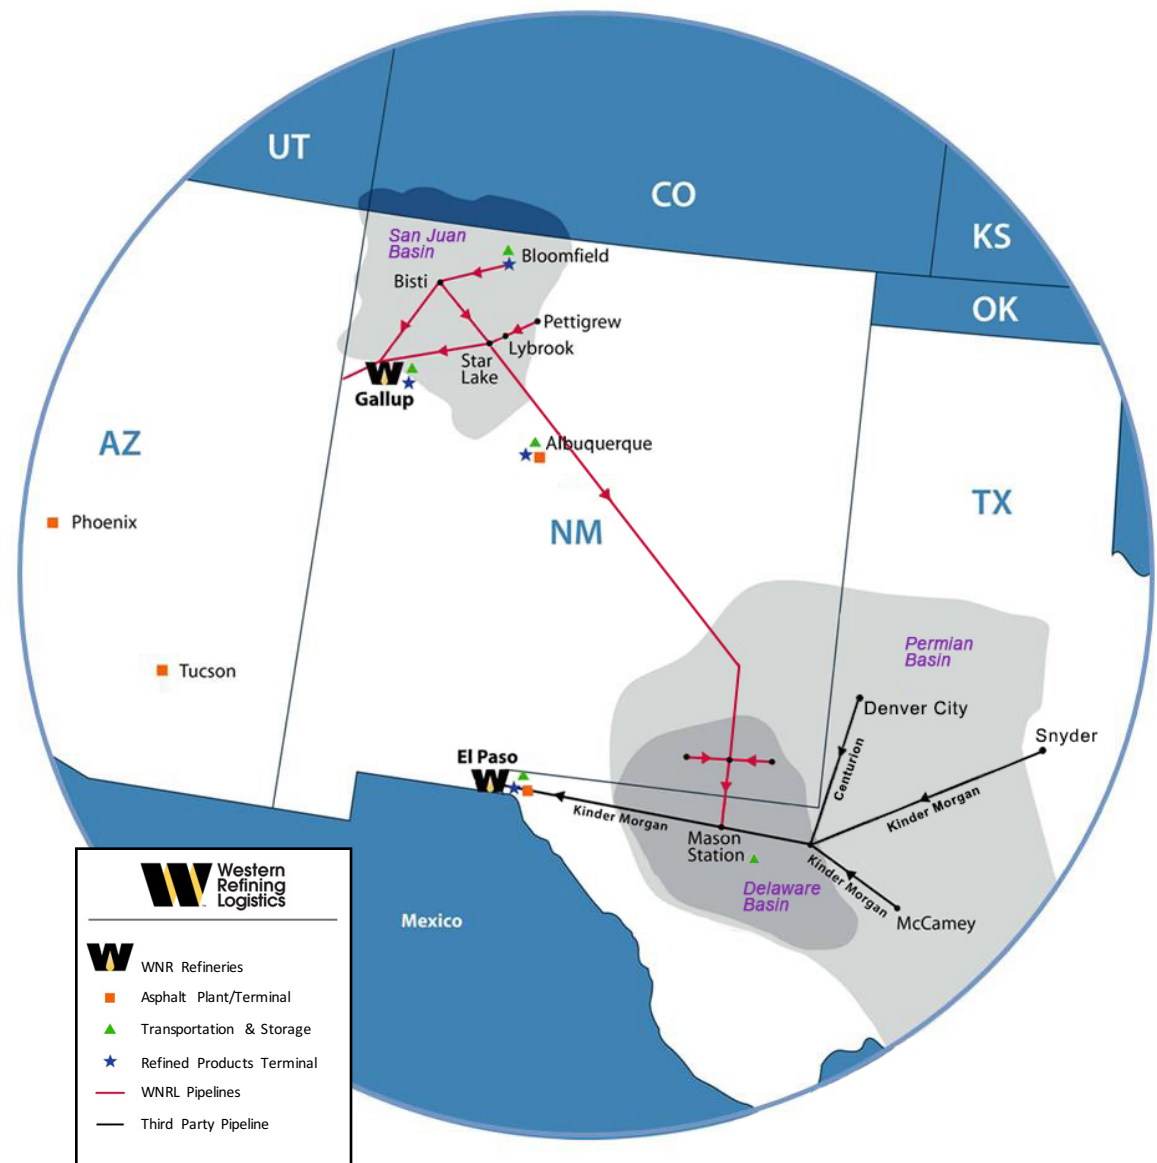 UT
CO
KS
OK
San Juan
Basin
Bloomfield
Bisti
Pettigrew
Lybrook
Star
Lake
W
Gallup
AZ
Albuquerque
TX
Phoenix
NM
Permian
Basin
Tucson
Denver City
Snyder
El Paso
W
Centurion
Kinder Morgan
Kinder Morgan
Mason
Station
Kinder Morgan
Delaware
Basin
McCamey
Mexico
W Western
Refining
Logistics
W WNR Refineries
Asphalt Plant/Terminal
Transportation & Storage
Refined Products Terminal
WNRL Pipelines
Third Party Pipeline